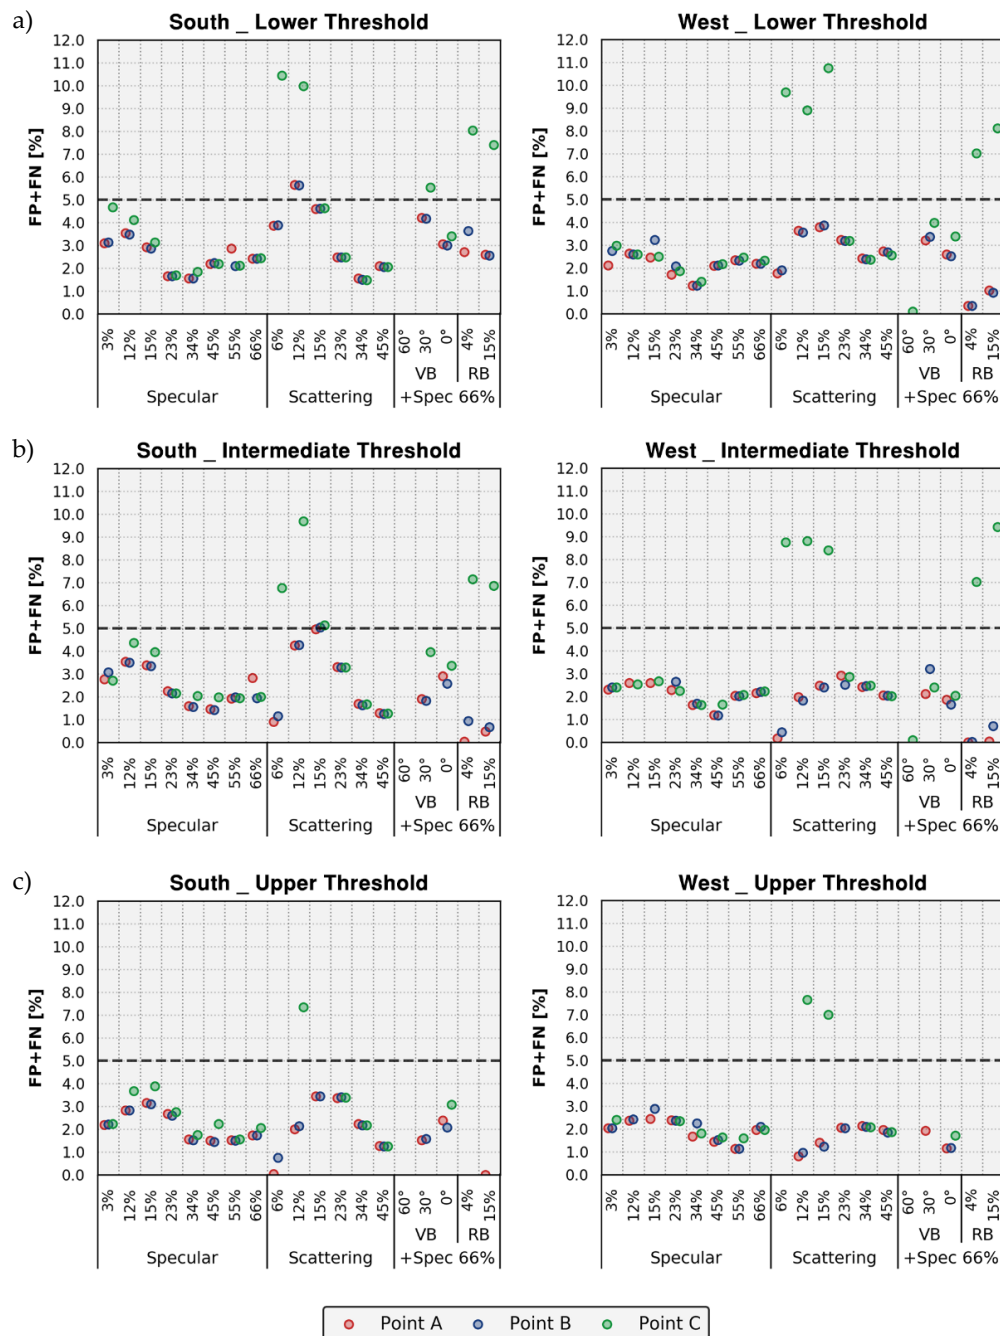 a)
South _ Lower Threshold
FP+FN [%]
12.0
11.0
10.0
9.0
8.0
7.0
6.0
5.0
4.0
3.0
2.0
1.0
0.0
3% 12% 15% 23% 34% 45% 55% 66% 6% 12% 15% 23% 34% 45% 60° 30° 0° 4% 15%
VB RB
Specular Scattering +Spec 66%
West _ Lower Threshold
FP+FN [%]
12.0
11.0
10.0
9.0
8.0
7.0
6.0
5.0
4.0
3.0
2.0
1.0
0.0
3% 12% 15% 23% 34% 45% 55% 66% 6% 12% 15% 23% 34% 45% 60° 30° 0° 4% 15%
VB RB
Specular Scattering +Spec 66%
b)
South _ Intermediate Threshold
FP+FN [%]
12.0
11.0
10.0
9.0
8.0
7.0
6.0
5.0
4.0
3.0
2.0
1.0
0.0
3% 12% 15% 23% 34% 45% 55% 66% 6% 12% 15% 23% 34% 45% 60° 30° 0° 4% 15%
VB RB
Specular Scattering +Spec 66%
West _ Intermediate Threshold
FP+FN [%]
12.0
11.0
10.0
9.0
8.0
7.0
6.0
5.0
4.0
3.0
2.0
1.0
0.0
3% 12% 15% 23% 34% 45% 55% 66% 6% 12% 15% 23% 34% 45% 60° 30° 0° 4% 15%
VB RB
Specular Scattering +Spec 66%
c)
South _ Upper Threshold
FP+FN [%]
12.0
11.0
10.0
9.0
8.0
7.0
6.0
5.0
4.0
3.0
2.0
1.0
0.0
3% 12% 15% 23% 34% 45% 55% 66% 6% 12% 15% 23% 34% 45% 60° 30° 0° 4% 15%
VB RB
Specular Scattering +Spec 66%
West _ Upper Threshold
FP+FN [%]
12.0
11.0
10.0
9.0
8.0
7.0
6.0
5.0
4.0
3.0
2.0
1.0
0.0
3% 12% 15% 23% 34% 45% 55% 66% 6% 12% 15% 23% 34% 45% 60° 30° 0° 4% 15%
VB RB
Specular Scattering +Spec 66%
Point A Point B Point C